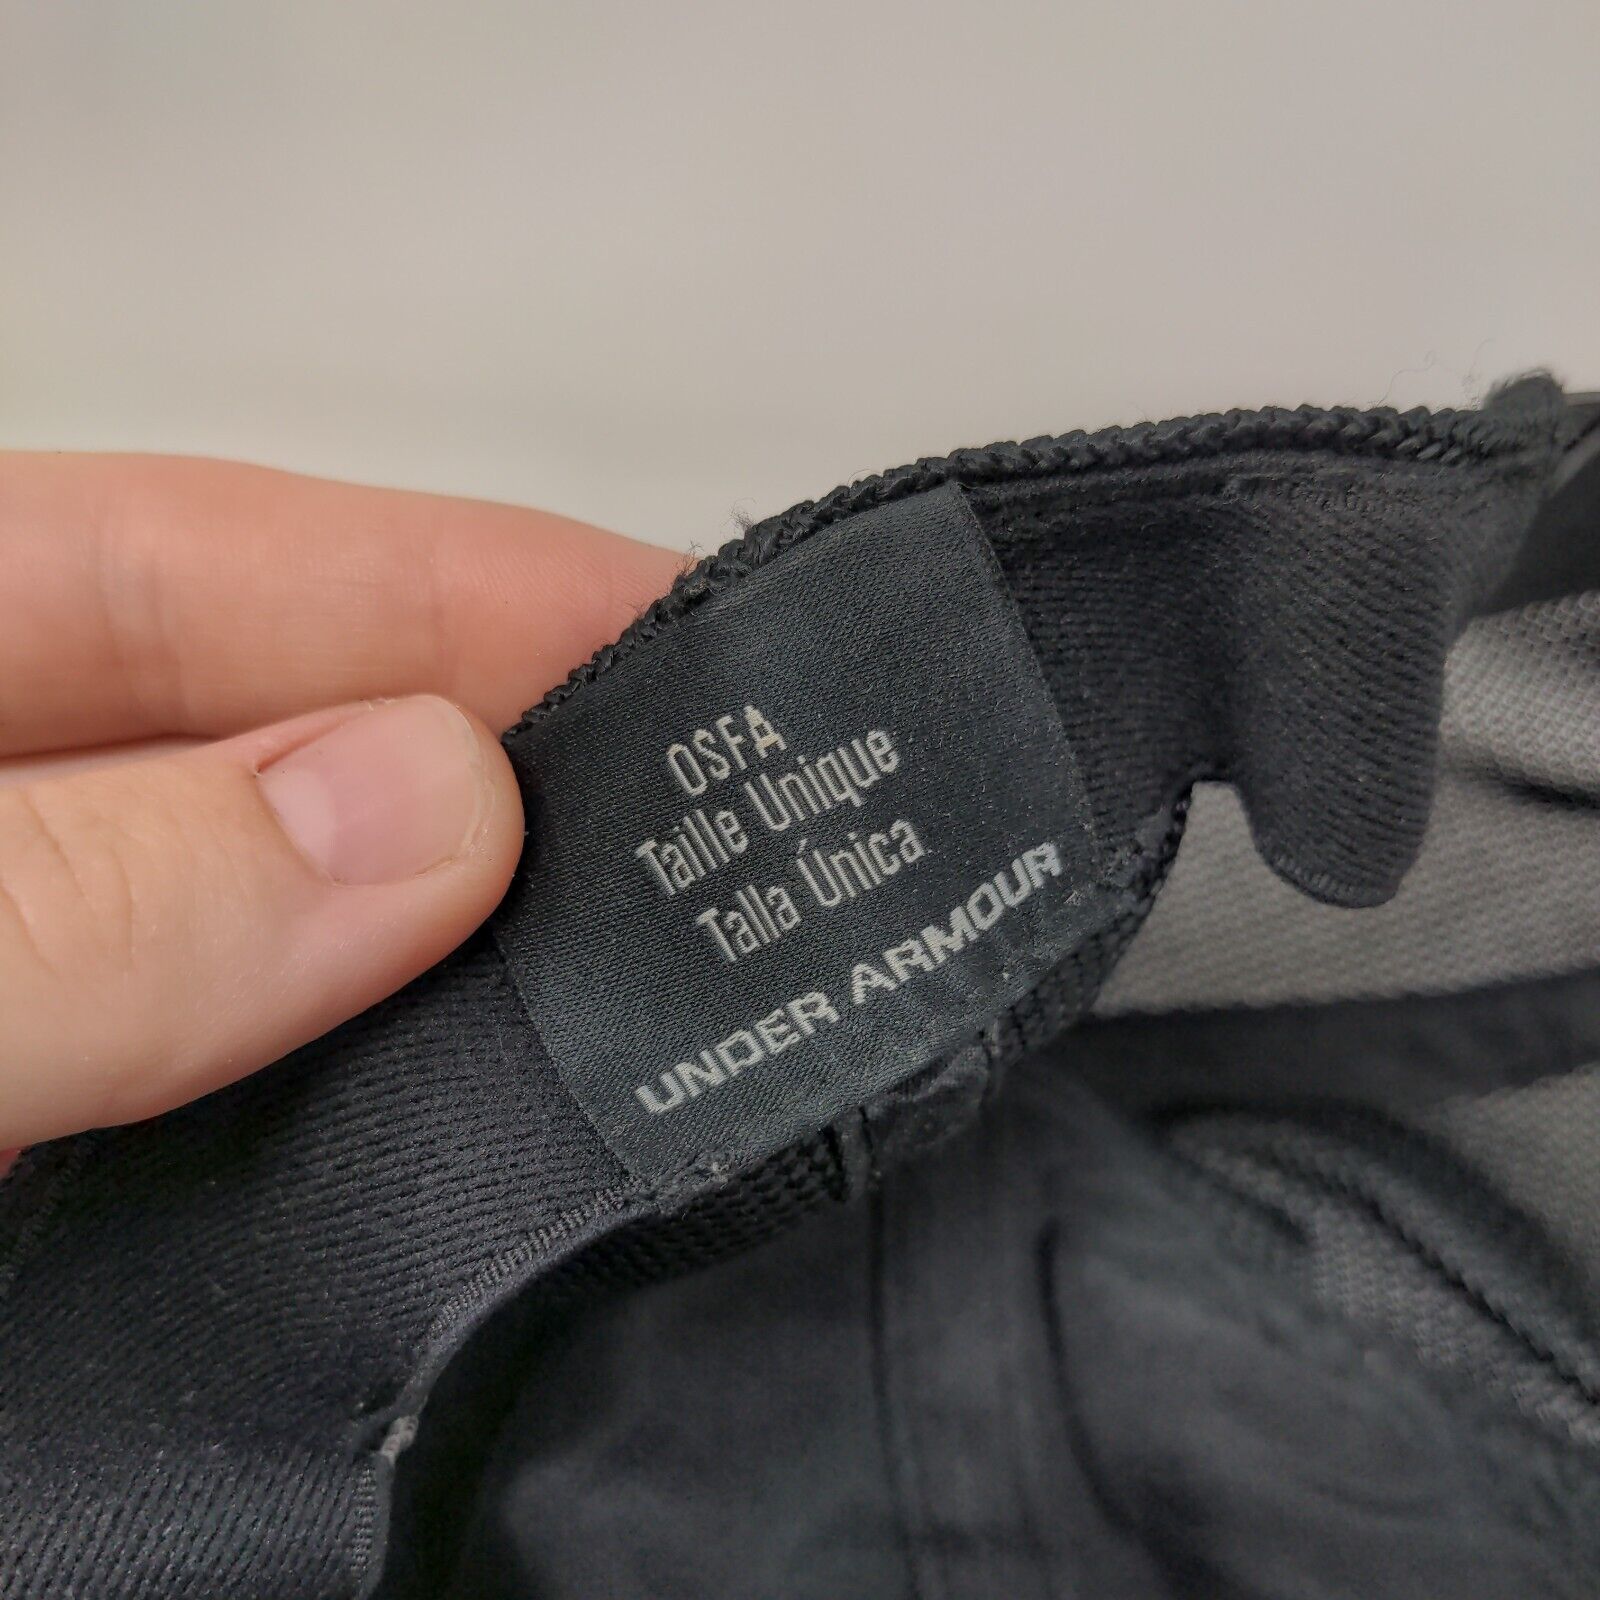 OSFA
Taille Unique
Talla Única
UNDER ARMOUR